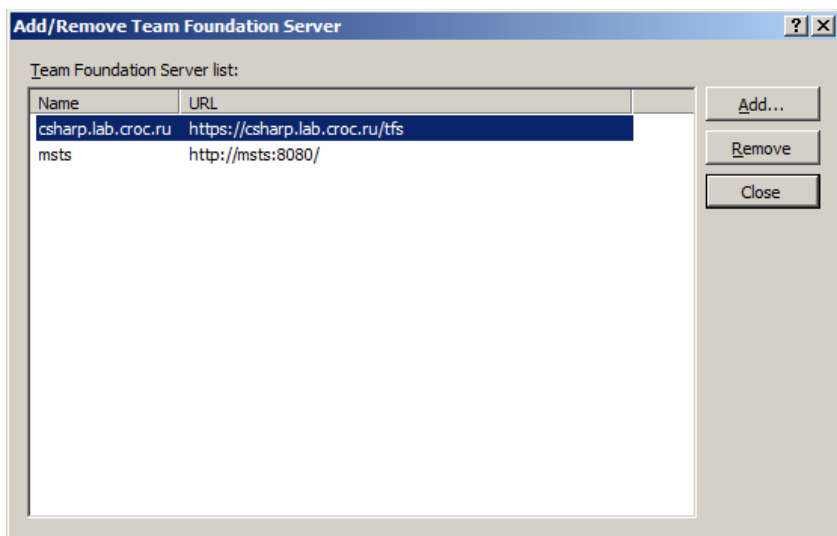 Add/Remove Team Foundation Server
Team Foundation Server list:
Name URL
csharp.lab.croc.ru https://csharp.lab.croc.ru/tfs
msts http://msts:8080/
Add...
Remove
Close